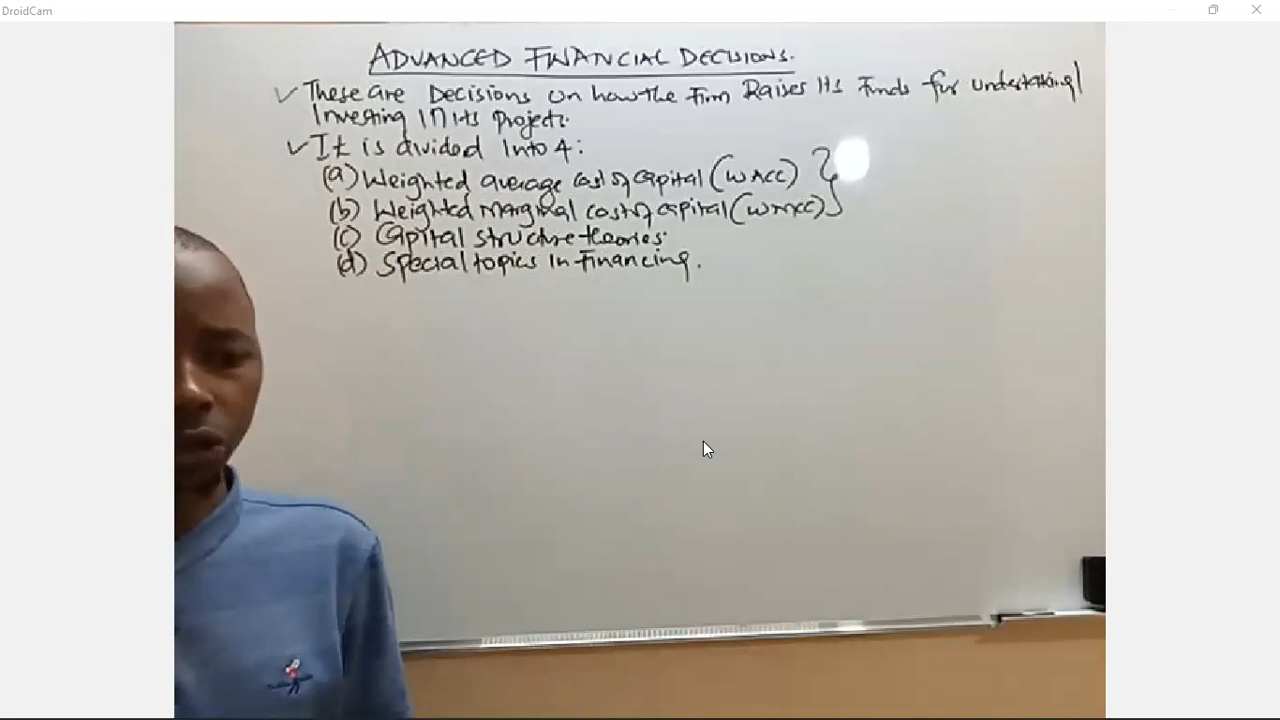 DroidCam
ADVANCED FINANCIAL DECISIONS.
✓ These are Decisions on how the Firm Raises its Funds for undertaking/
Investing in its Projects.
✓ It is divided into 4:
(a) Weighted average cost of capital (WACC)
(b) Weighted Marginal cost of capital (WMCC)
(c) Capital structure theories.
(d) Special topics in Financing.